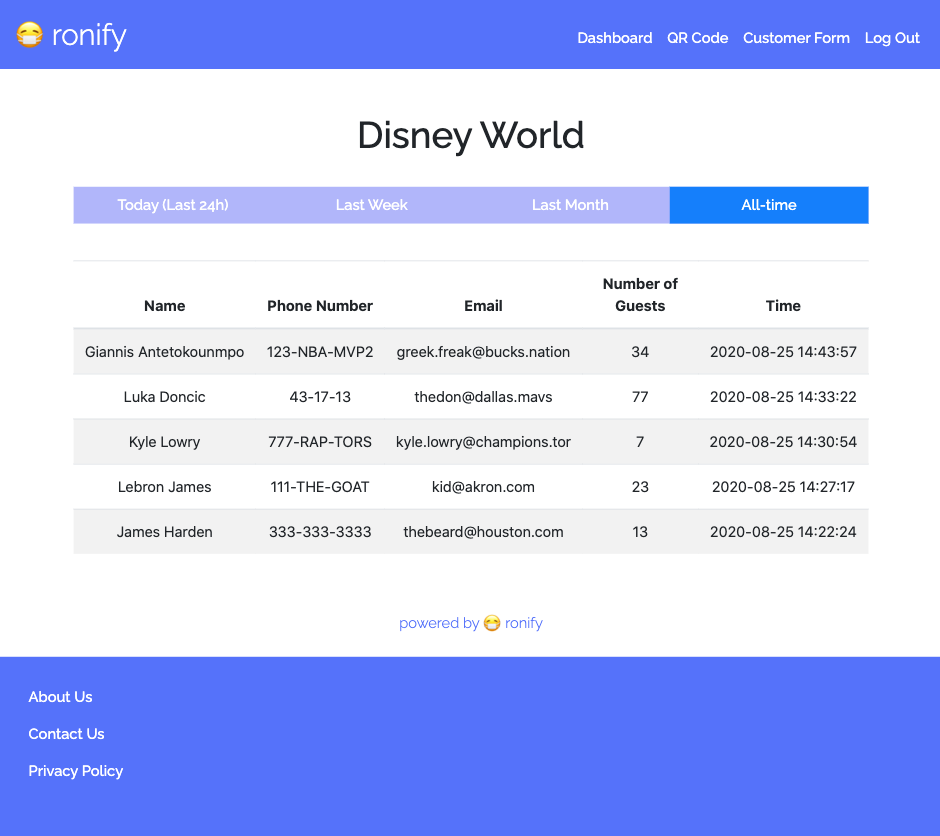 ronify
Dashboard QR Code Customer Form Log Out
Disney World
Today (Last 24h) Last Week Last Month All-time
Name Phone Number Email Number of Guests Time
Giannis Antetokounmpo 123-NBA-MVP2 greek.freak@bucks.nation 34 2020-08-25 14:43:57
Luka Doncic 43-17-13 thedon@dallas.mavs 77 2020-08-25 14:33:22
Kyle Lowry 777-RAP-TORS kyle.lowry@champions.tor 7 2020-08-25 14:30:54
Lebron James 111-THE-GOAT kid@akron.com 23 2020-08-25 14:27:17
James Harden 333-333-3333 thebeard@houston.com 13 2020-08-25 14:22:24
powered by 😷 ronify
About Us
Contact Us
Privacy Policy